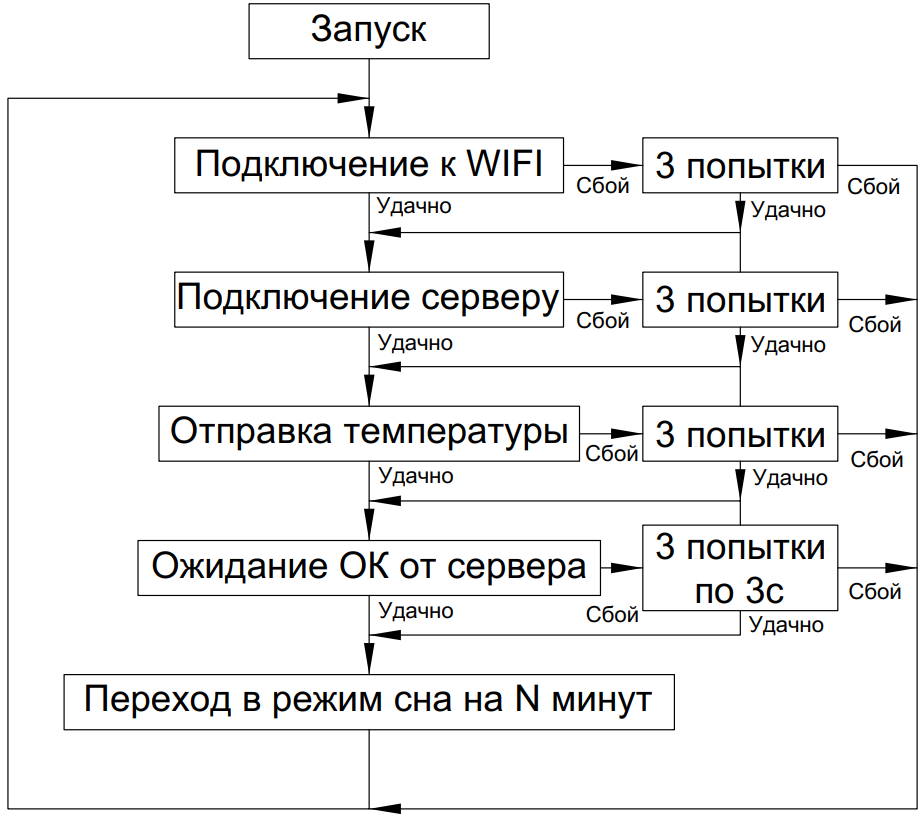 Запуск
Подключение к WIFI
Сбой
3 попытки
Сбой
Удачно
Удачно
Подключение серверу
Сбой
3 попытки
Сбой
Удачно
Удачно
Отправка температуры
Сбой
3 попытки
Сбой
Удачно
Удачно
Ожидание ОК от сервера
Сбой
3 попытки
по 3с
Сбой
Удачно
Удачно
Переход в режим сна на N минут